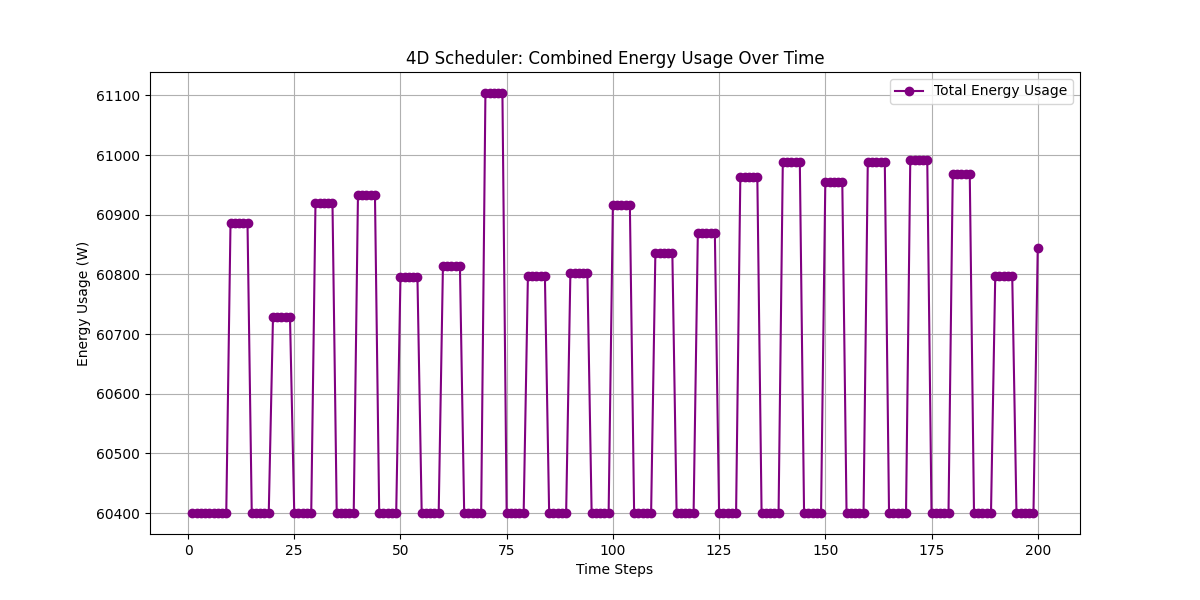 4D Scheduler: Combined Energy Usage Over Time
Total Energy Usage
Energy Usage (W)
61100
61000
60900
60800
60700
60600
60500
60400
0 25 50 75 100 125 150 175 200
Time Steps